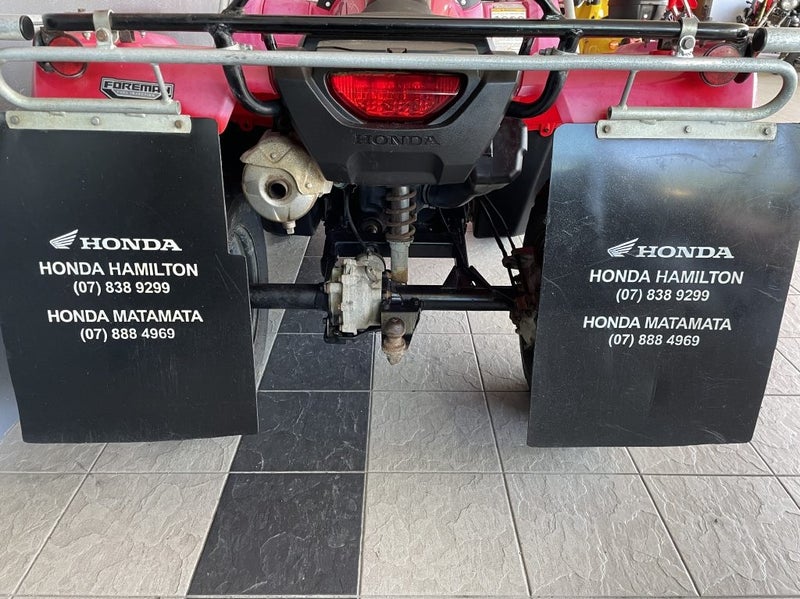 FOREMAN
HONDA
HONDA
HONDA HAMILTON
(07) 838 9299
HONDA MATAMATA
(07) 888 4969
HONDA
HONDA HAMILTON
(07) 838 9299
HONDA MATAMATA
(07) 888 4969